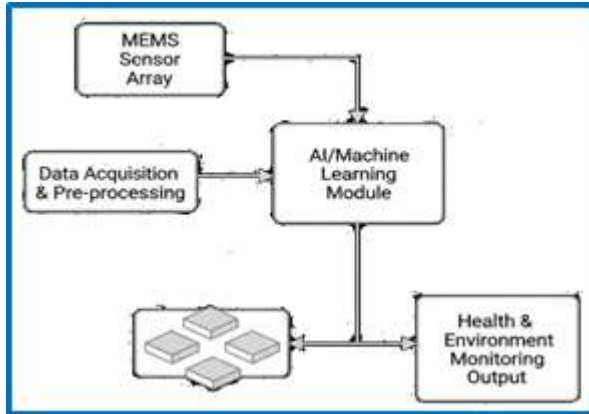 MEMS
Sensor
Array
AI/Machine
Learning
Module
Data Acquisition
& Pre-processing
Health &
Environment
Monitoring
Output